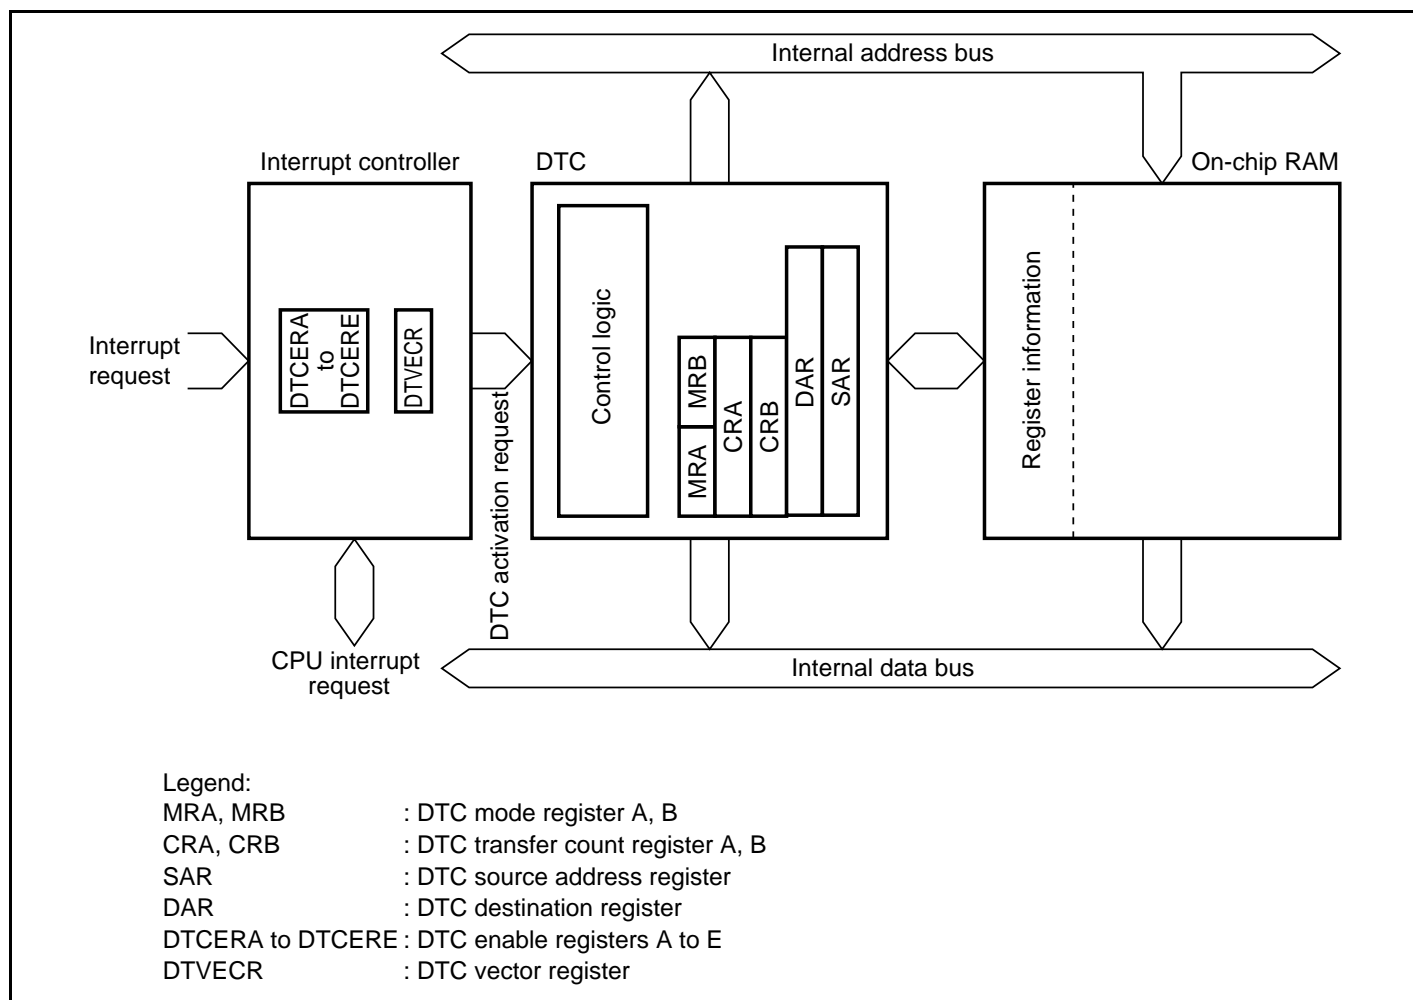 Internal address bus
Interrupt controller
DTC
On-chip RAM
Interrupt
request
DTCERA
to
DTCERE
DTVECR
DTC activation request
Control logic
MRA
MRB
CRA
CRB
DAR
SAR
Register information
CPU interrupt
request
Internal data bus
Legend:
MRA, MRB : DTC mode register A, B
CRA, CRB : DTC transfer count register A, B
SAR : DTC source address register
DAR : DTC destination register
DTCERA to DTCERE : DTC enable registers A to E
DTVECR : DTC vector register